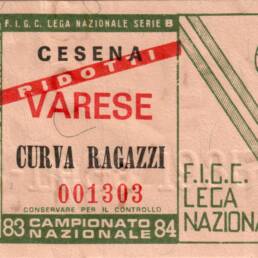 F.I.G.C. LEGA NAZIONALE SERIE B
CESENA
RIDOTTI
VARESE
CURVA RAGAZZI
001303
CONSERVARE PER IL CONTROLLO
83 CAMPIONATO 84
NAZIONALE
F.I.G.C.
LEGA
NAZIONA